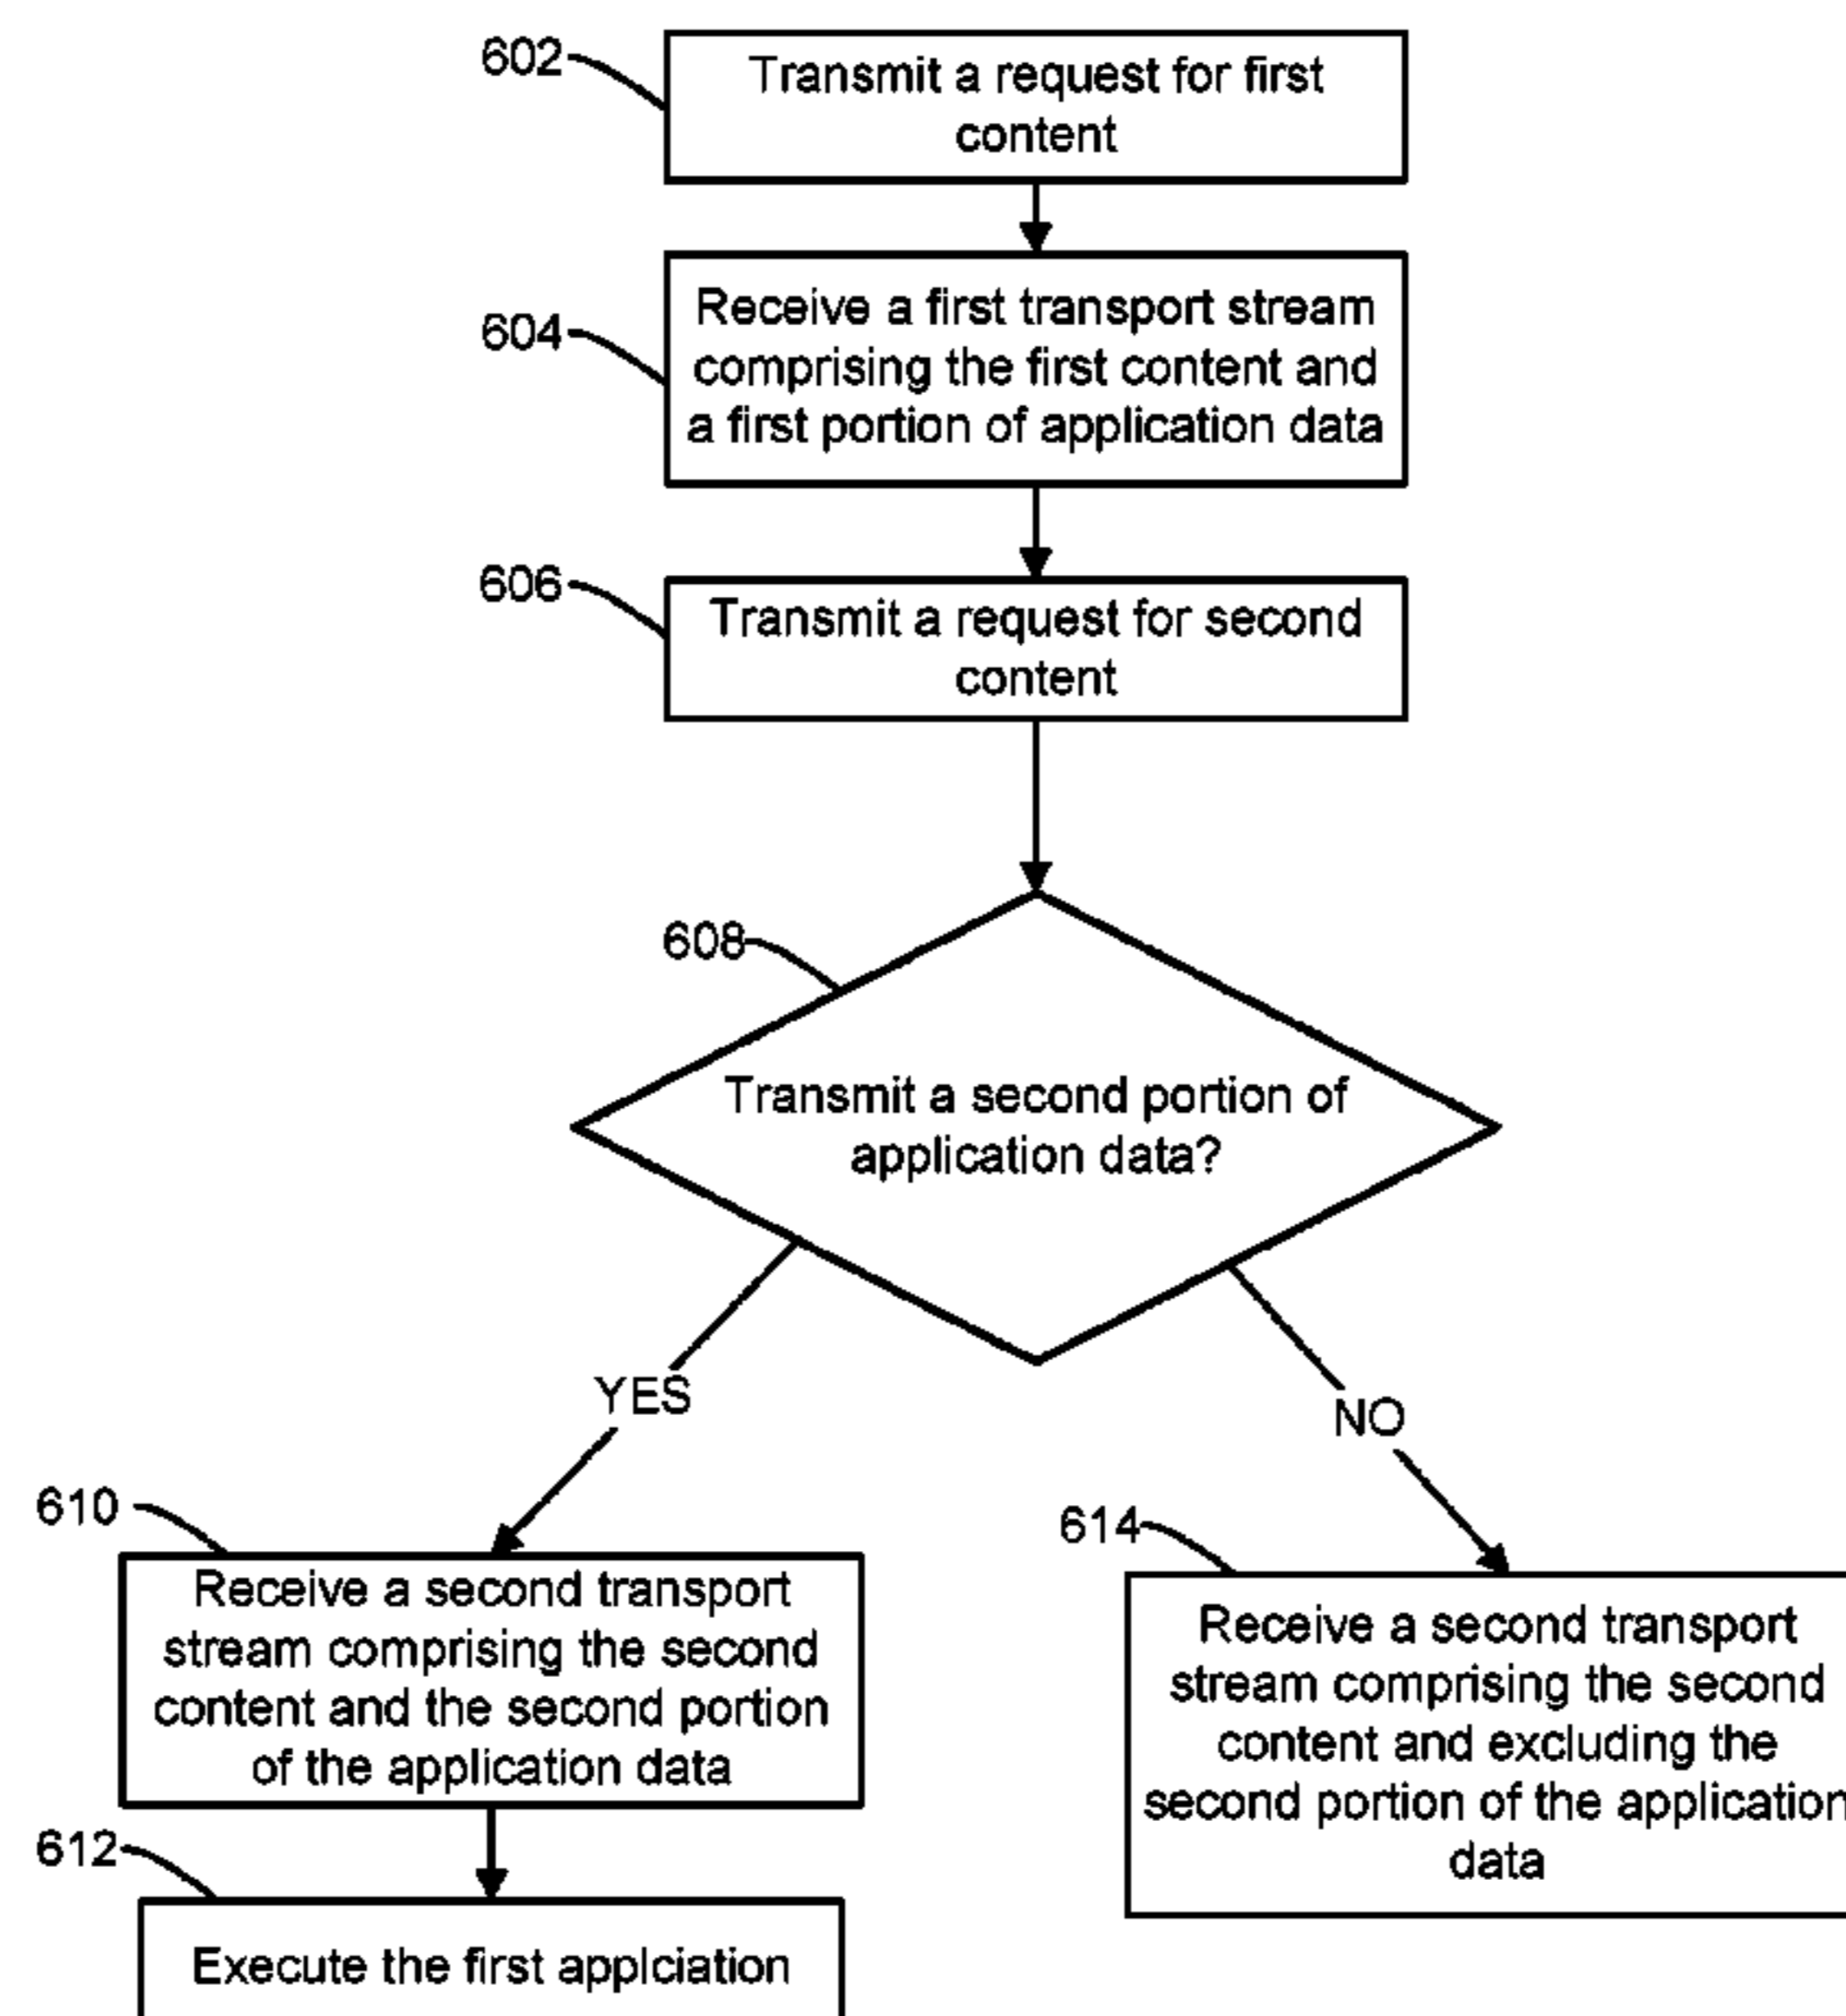 602
Transmit a request for first
content
604
Receive a first transport stream
comprising the first content and
a first portion of application data
606
Transmit a request for second
content
608
Transmit a second portion of
application data?
YES
NO
610
Receive a second transport
stream comprising the second
content and the second portion
of the application data
614
Receive a second transport
stream comprising the second
content and excluding the
second portion of the application
data
612
Execute the first applciation